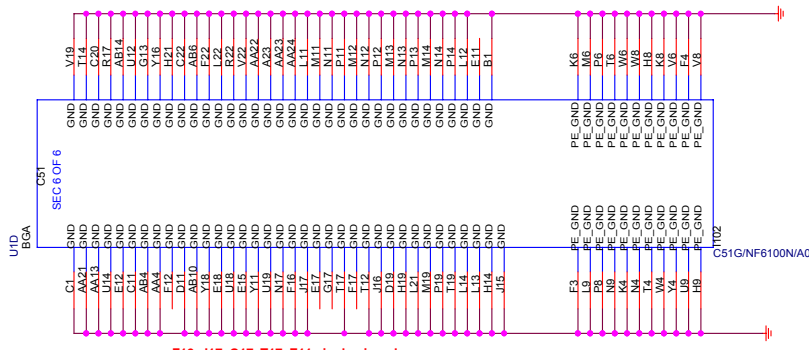 V19 T14 C20 R17 AB14 U12 G13 Y16 H21 C22 AB6 F22 L22 R22 V22 AA22 A23 AA23 AA24 L11 M11 N11 P11 M12 N12 P12 M13 N13 P13 M14 N14 P14 L12 E11 B1
K6 M6 P6 T6 W6 W8 H8 K8 V6 F4 V8
GND GND GND GND GND GND GND GND GND GND GND GND GND GND GND GND GND GND GND GND GND GND GND GND GND GND GND GND GND GND GND GND GND GND GND
PE_GND PE_GND PE_GND PE_GND PE_GND PE_GND PE_GND PE_GND PE_GND PE_GND PE_GND
C51
SEC 6 OF 6
U1D
BGA
GND GND GND GND GND GND GND GND GND GND GND GND GND GND GND GND GND GND GND GND GND GND GND GND GND GND GND GND GND GND GND GND GND GND GND GND
PE_GND PE_GND PE_GND PE_GND PE_GND PE_GND PE_GND PE_GND PE_GND PE_GND PE_GND
I102
C51G/NF6100N/A0
C1 AA21 AA13 U14 E12 C11 AB4 AA4 F12 D11 AB10 Y18 E18 U18 E15 Y11 U19 N17 F16 J17 E17 G17 T17 F17 T12 J16 D19 H19 L21 M19 P19 T19 L14 L13 H14 J15
F3 L9 P8 N9 K4 N4 T4 W4 Y4 U9 H9